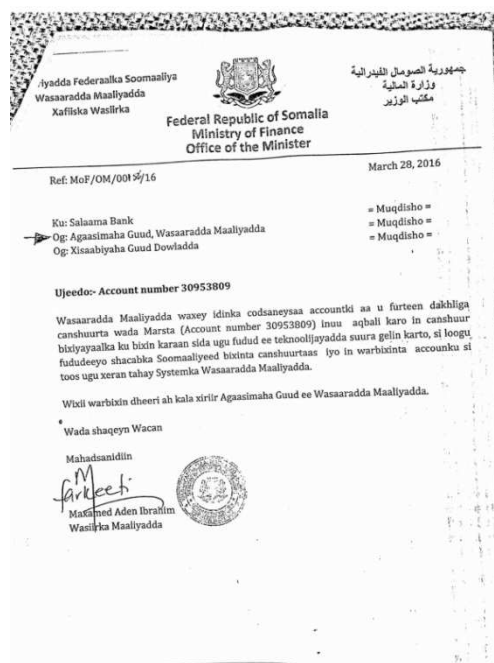 iyadda Federaalka Soomaaliya
Wasaaradda Maaliyadda
Xafiiska Wasiirka
جمهورية الصومال الفيدرالية
وزارة المالية
مكتب الوزير
Federal Republic of Somalia
Ministry of Finance
Office of the Minister
March 28, 2016
Ku: Salaama Bank = Muqdisho =
Og: Agaasimaha Guud, Wasaaradda Maaliyadda = Muqdisho =
Og: Xisaabiyaha Guud Dowladda = Muqdisho =
Ujeedo:- Account number 30953809
Wasaaradda Maaliyadda waxey idinka codsaneysaa accountki aa u furteen dakhliga
canshuurta wada Marsta (Account number 30953809) inuu aqbali karo in canshuur
bixiyayaalka ku bixin karaan sida ugu fudud ee teknoolijayadda suura gelin karto, si loogu
fududeeyo shacabka Soomaaliyeed bixinta canshuurtaas iyo in warbixinta accounku si
toos ugu xeran tahay Systemka Wasaaradda Maaliyadda.
Wixii warbixin dheeri ah kala xiriir Agaasimaha Guud ee Wasaaradda Maaliyadda.
Wada shaqeyn Wacan
Mahadsanidiin
Maxamed Aden Ibrahim
Wasiirka Maaliyadda